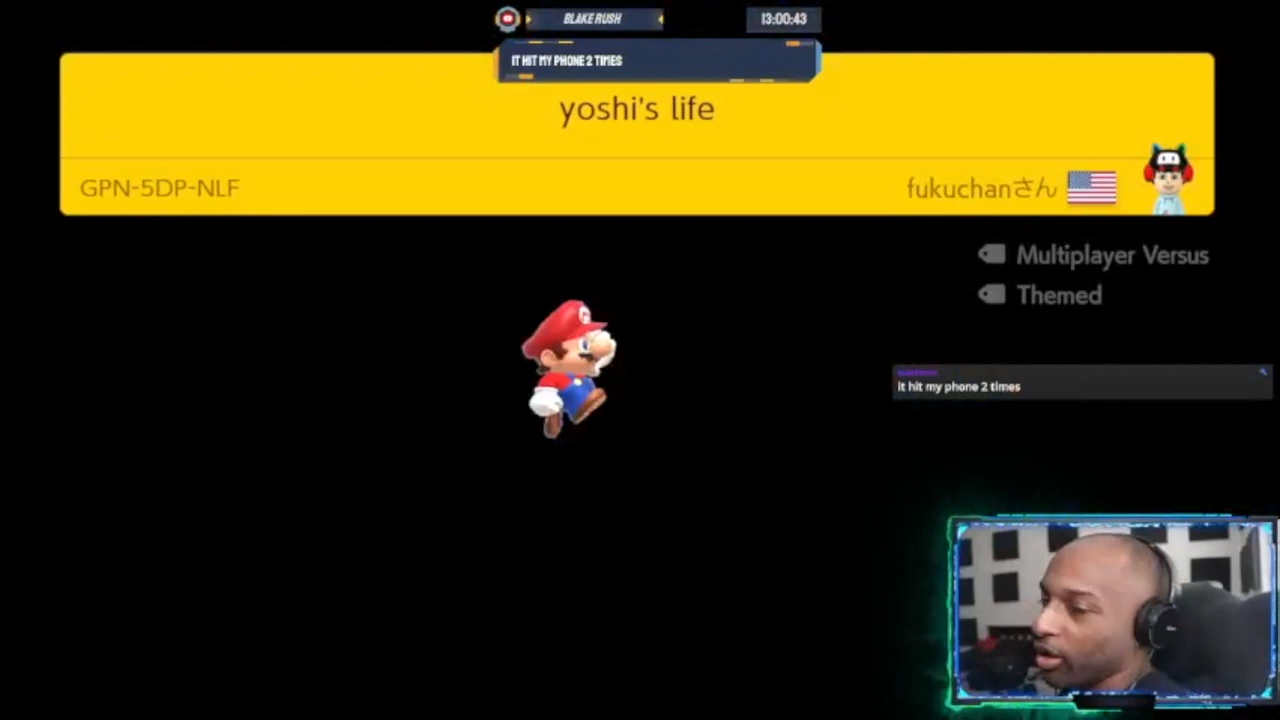 BLAKE RUSH
13:00:43
IT HIT MY PHONE 2 TIMES
yoshi's life
GPN-5DP-NLF
fukuchanさん
Multiplayer Versus
Themed
it hit my phone 2 times